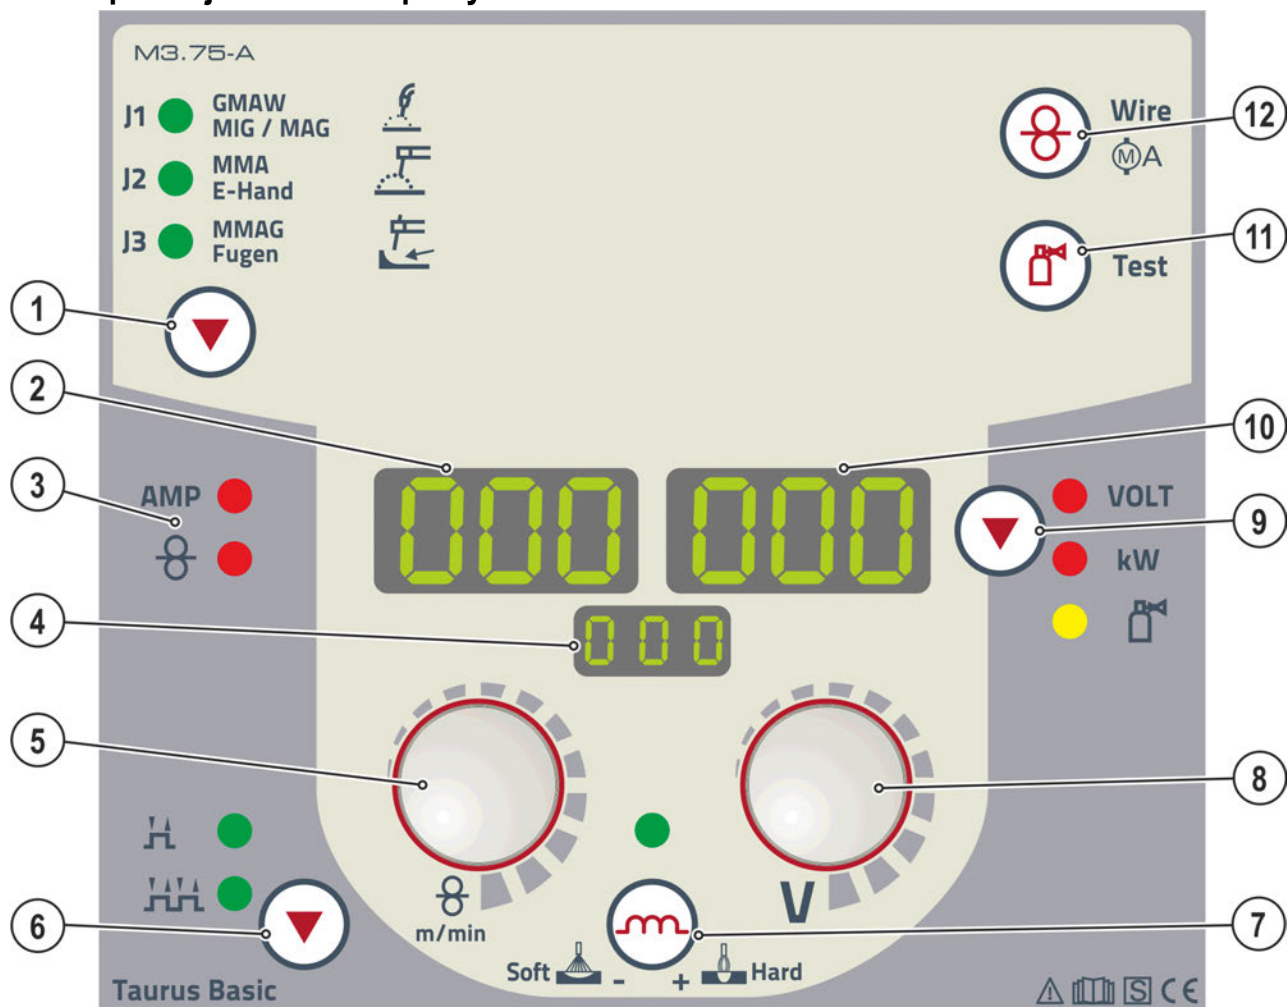 M3.75-A
J1 GMAW
MIG / MAG
J2 MMA
E-Hand
J3 MMAG
Fugen
Wire
M A
Test
12
11
1
2
10
3
AMP
000
000
VOLT
9
kW
4
000
5
8
6
m/min
V
7
Soft - + Hard
Taurus Basic
S CE